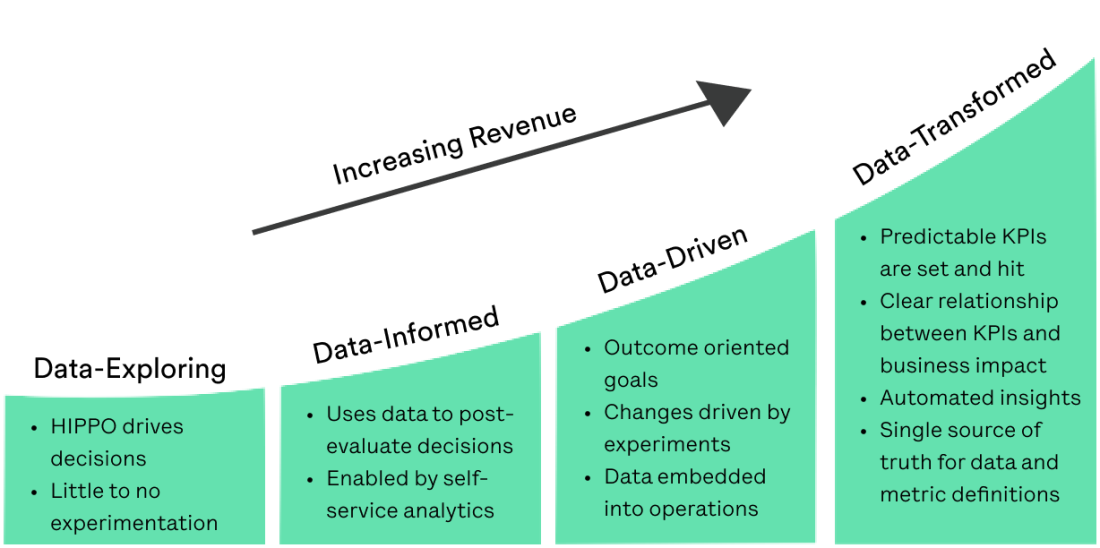 Increasing Revenue
Data-Exploring
• HIPPO drives
decisions
• Little to no
experimentation
Data-Informed
• Uses data to post-
evaluate decisions
• Enabled by self-
service analytics
Data-Driven
• Outcome oriented
goals
• Changes driven by
experiments
• Data embedded
into operations
Data-Transformed
• Predictable KPIs
are set and hit
• Clear relationship
between KPIs and
business impact
• Automated insights
• Single source of
truth for data and
metric definitions